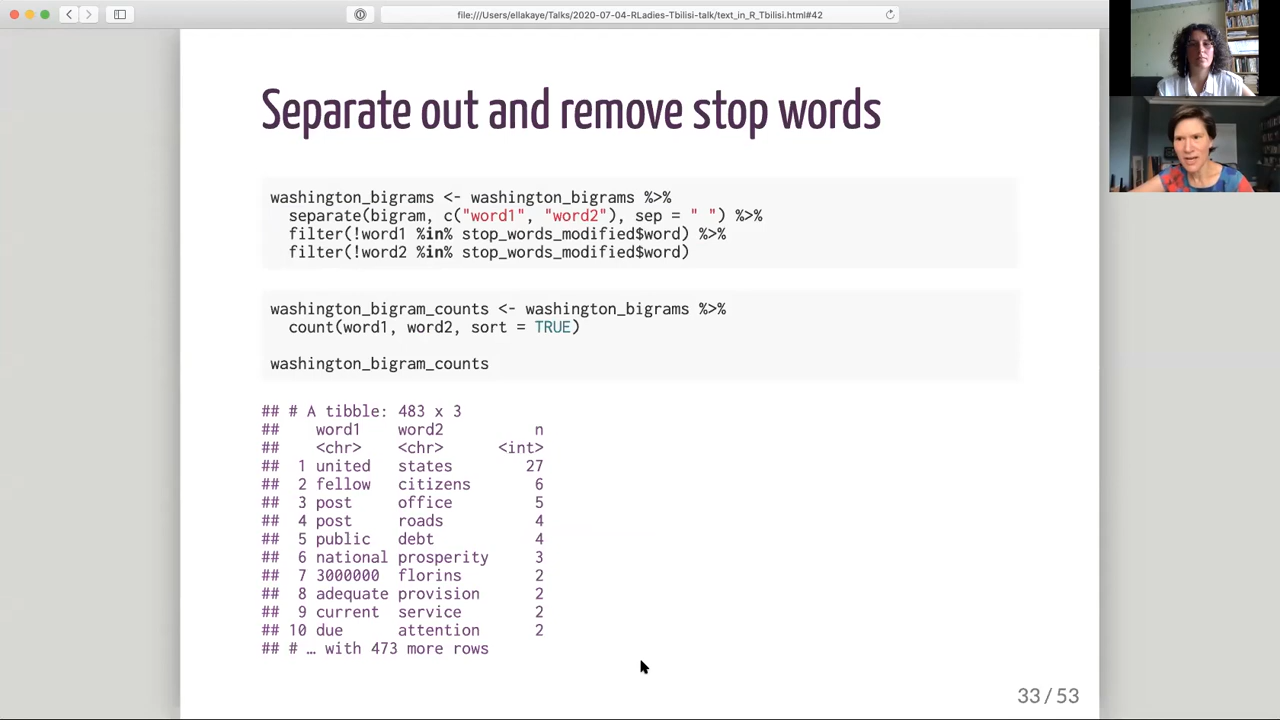 file:///Users/ellakaye/Talks/2020-07-04-RLadies-Tbilisi-talk/text_in_R_Tbilisi.html#42
Separate out and remove stop words
washington_bigrams <- washington_bigrams %>%
  separate(bigram, c("word1", "word2"), sep = " ") %>%
  filter(!word1 %in% stop_words_modified$word) %>%
  filter(!word2 %in% stop_words_modified$word)
washington_bigram_counts <- washington_bigrams %>%
  count(word1, word2, sort = TRUE)
washington_bigram_counts
## # A tibble: 483 x 3
##    word1    word2          n
##    <chr>    <chr>      <int>
##  1 united   states        27
##  2 fellow   citizens       6
##  3 post     office         5
##  4 post     roads          4
##  5 public   debt           4
##  6 national prosperity     3
##  7 3000000  florins        2
##  8 adequate provision      2
##  9 current  service        2
## 10 due      attention      2
## # … with 473 more rows
33 / 53